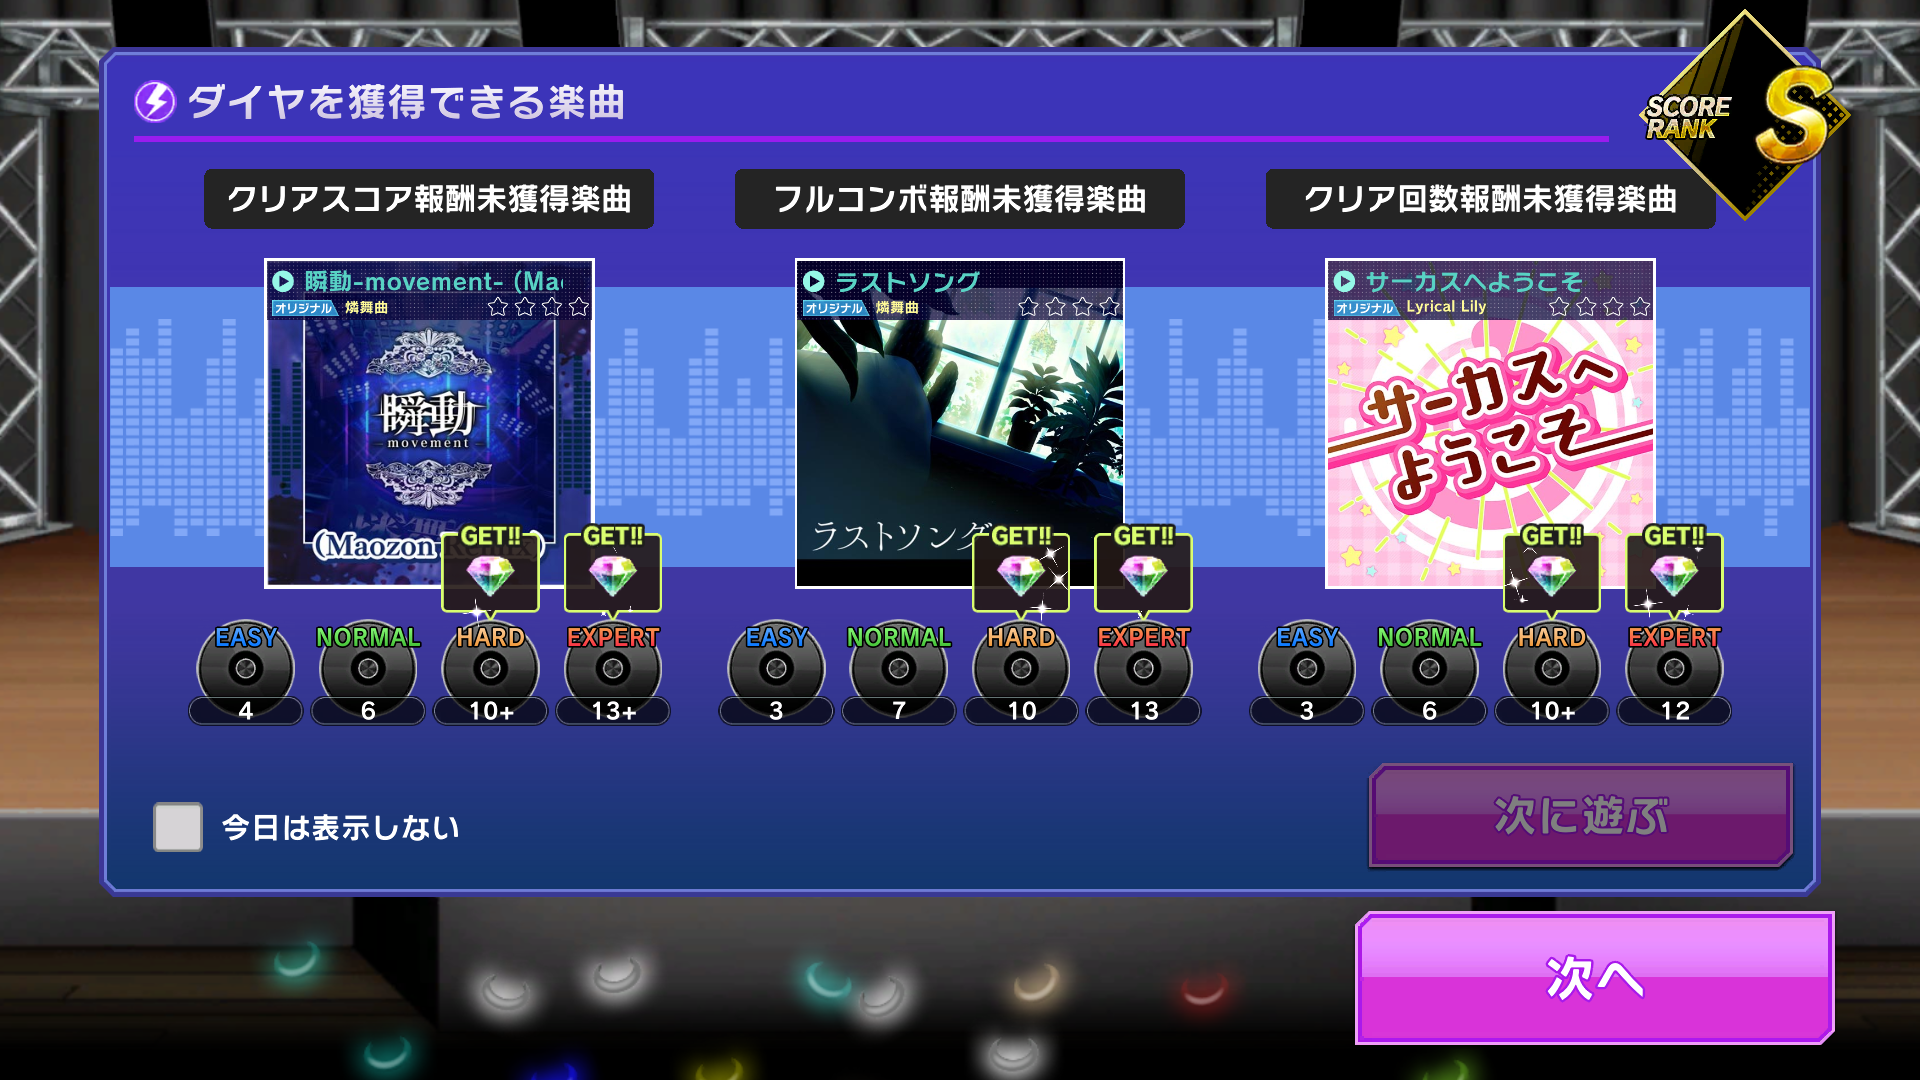 ダイヤを獲得できる楽曲
SCORE
RANK
S
クリアスコア報酬未獲得楽曲
フルコンボ報酬未獲得楽曲
クリア回数報酬未獲得楽曲
瞬動-movement- (Ma
オリジナル 燐舞曲
瞬動
movement
(Maozon Remix)
GET!! GET!!
EASY NORMAL HARD EXPERT
4 6 10+ 13+
ラストソング
オリジナル 燐舞曲
ラストソング
GET!! GET!!
EASY NORMAL HARD EXPERT
3 7 10 13
サーカスへようこそ
オリジナル Lyrical Lily
サーカスへ
ようこそ
GET!! GET!!
EASY NORMAL HARD EXPERT
3 6 10+ 12
今日は表示しない
次に遊ぶ
次へ